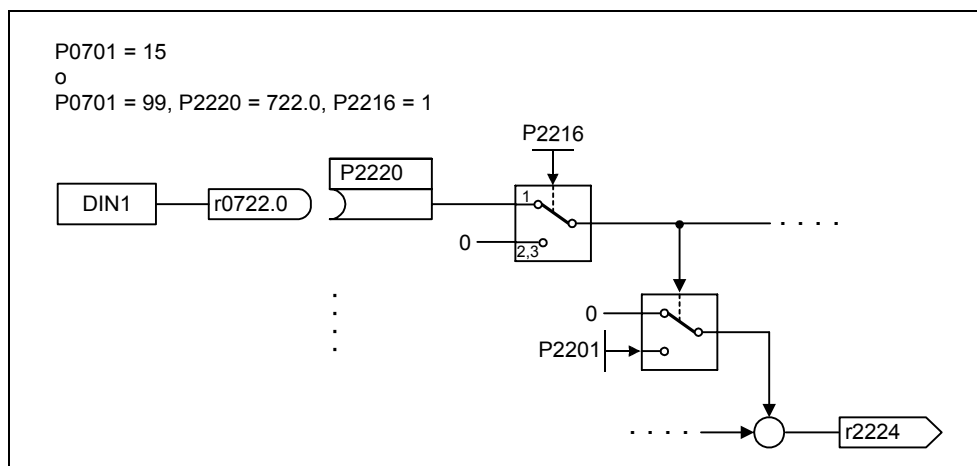 P0701 = 15
o
P0701 = 99, P2220 = 722.0, P2216 = 1
P2216
P2220
DIN1
r0722.0
1
0
2,3
. . . .
0
P2201
. . . .
. . . .
r2224